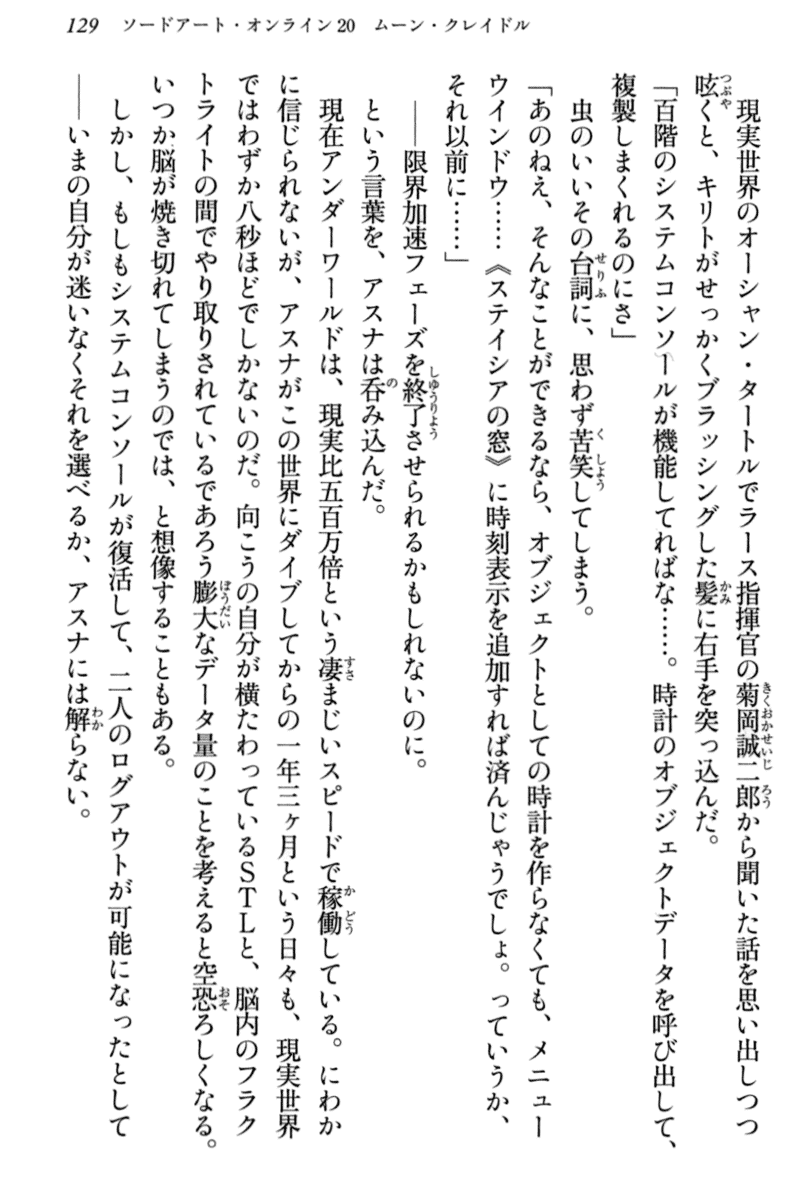 129　ソードアート・オンライン20　ムーン・クレイドル
　現実世界のオーシャン・タートルでラース指揮官の菊岡誠二郎から聞いた話を思い出しつつ
呟くと、キリトがせっかくブラッシングした髪に右手を突っ込んだ。
「百階のシステムコンソールが機能してればな……。時計のオブジェクトデータを呼び出して、
複製しまくれるのにさ」
　虫のいいその台詞に、思わず苦笑してしまう。
「あのねえ、そんなことができるなら、オブジェクトとしての時計を作らなくても、メニュー
ウインドウ……《ステイシアの窓》に時刻表示を追加すれば済んじゃうでしょ。っていうか、
それ以前に……」
　――限界加速フェーズを終了させられるかもしれないのに。
　という言葉を、アスナは呑み込んだ。
　現在アンダーワールドは、現実比五百万倍という凄まじいスピードで稼働している。にわか
に信じられないが、アスナがこの世界にダイブしてからの一年三ヶ月という日々も、現実世界
ではわずか八秒ほどでしかないのだ。向こうの自分が横たわっているSTLと、脳内のフラク
トライトの間でやり取りされているであろう膨大なデータ量のことを考えると空恐ろしくなる。
いつか脳が焼き切れてしまうのでは、と想像することもある。
　しかし、もしもシステムコンソールが復活して、二人のログアウトが可能になったとして
――いまの自分が迷いなくそれを選べるか、アスナには解らない。